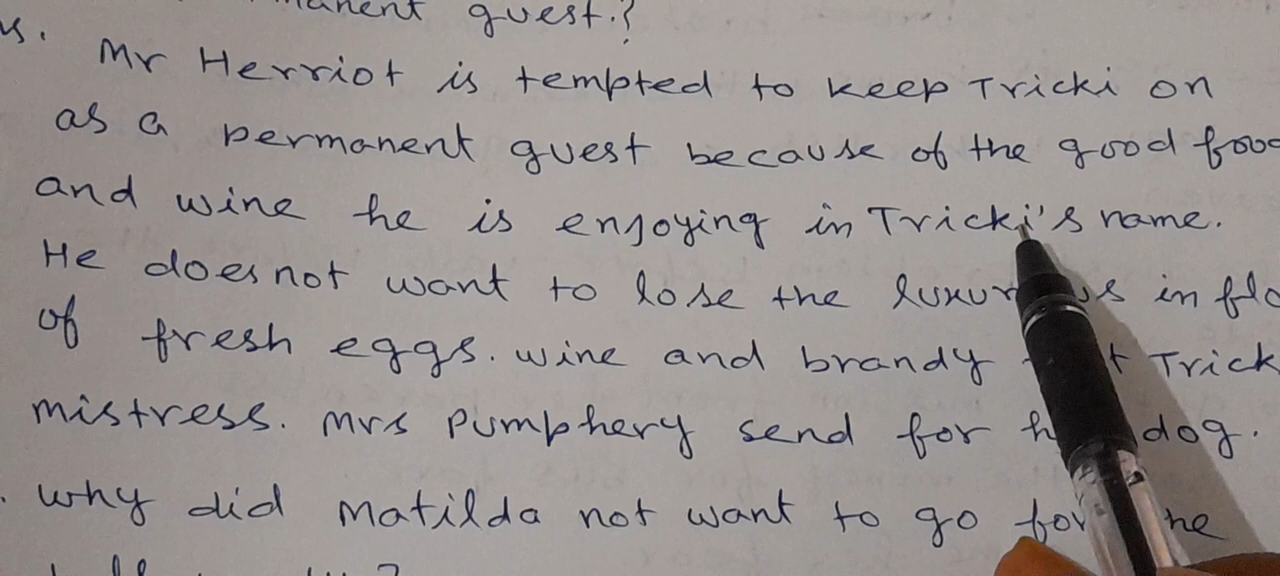 guest.?
Mr Herriot is tempted to keep Tricki on
as a permanent guest because of the good
and wine he is enjoying in Tricki's name.
He does not want to lose the in
of fresh eggs. wine and brandy
mistress. Mrs Pumphery send for dog.
why did Matilda not want to go